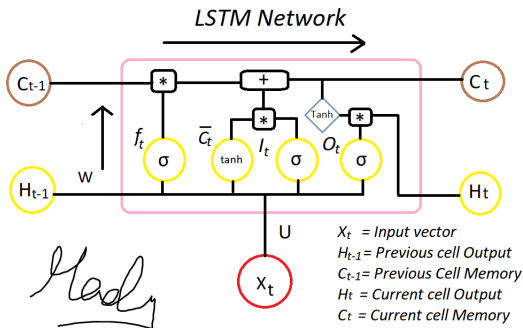 LSTM Network
Ct-1
*
+
Ct
Tanh
*
*
ft
C̅t
It
Ot
σ
tanh
σ
σ
W
Ht-1
Ht
U
Xt
Xt = Input vector
Ht-1= Previous cell Output
Ct-1= Previous Cell Memory
Ht = Current cell Output
Ct = Current cell Memory